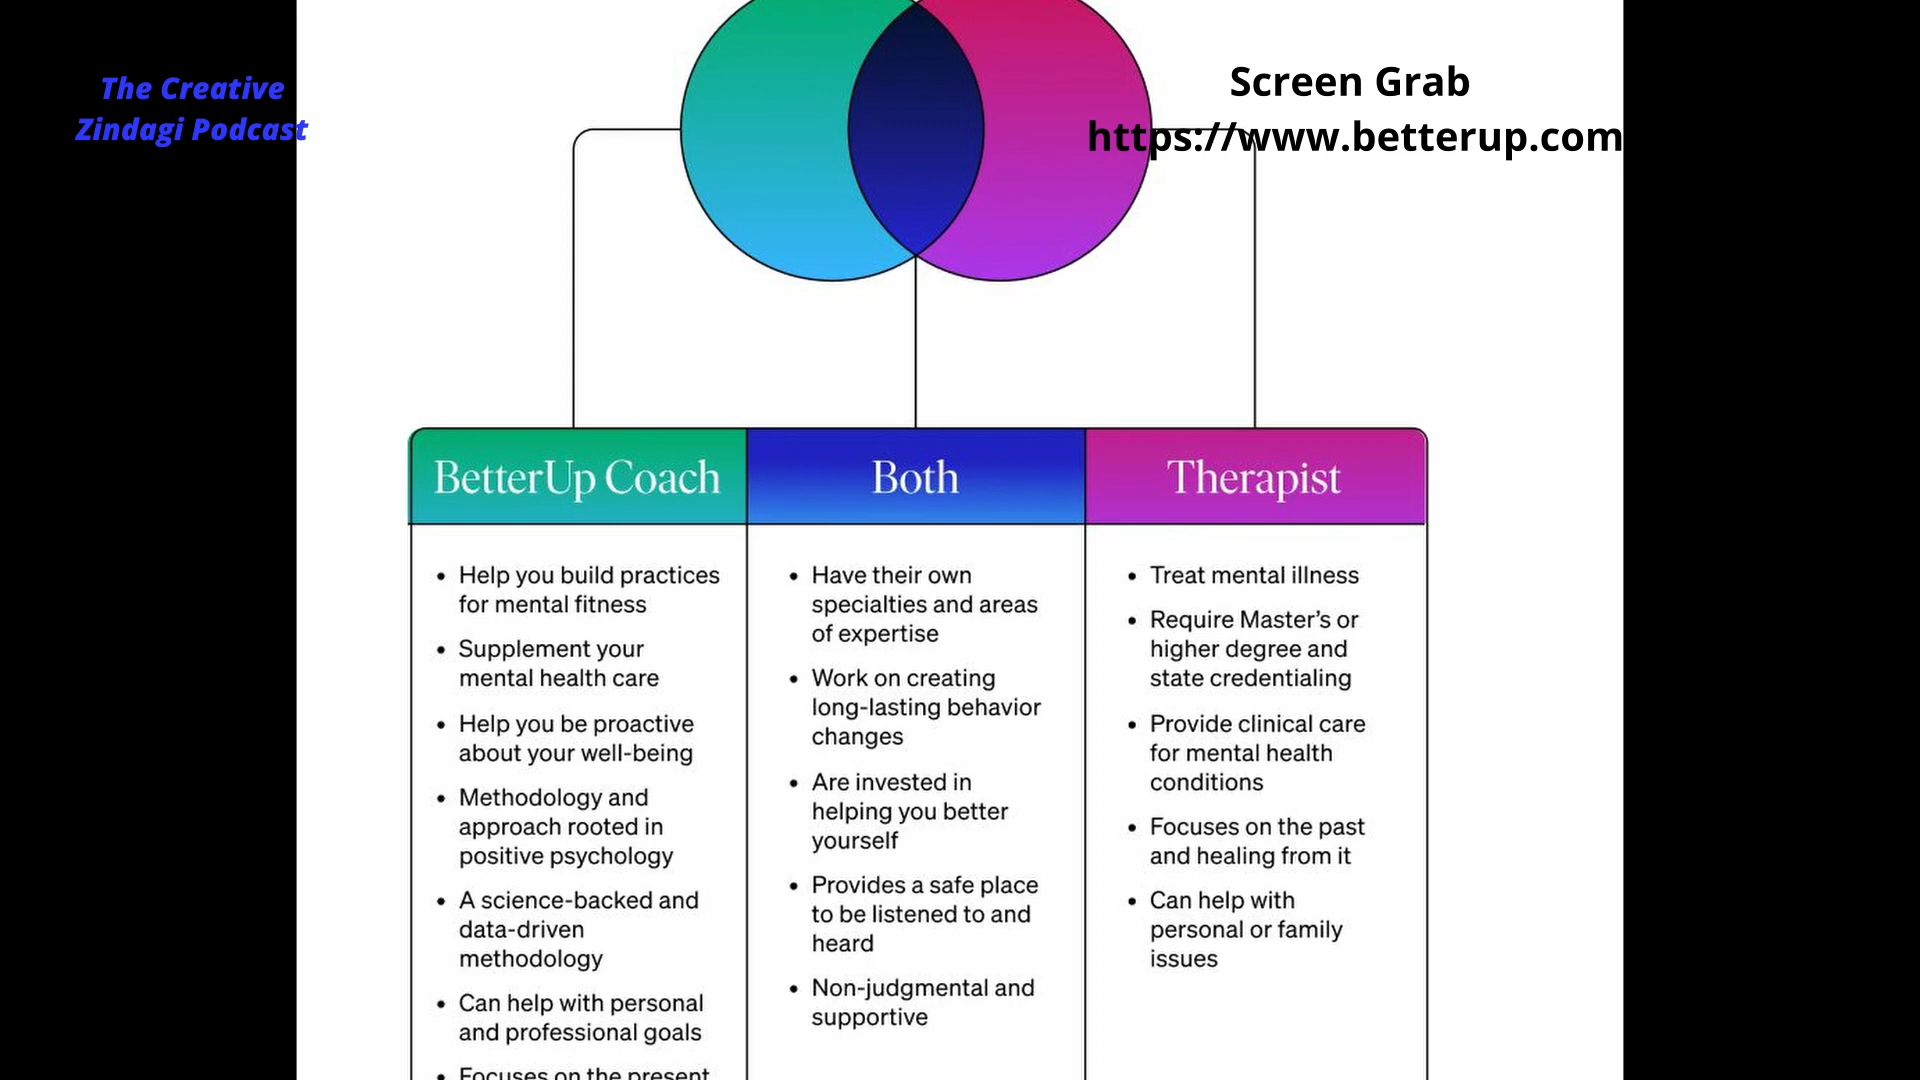 The Creative
Zindagi Podcast
Screen Grab
https://www.betterup.com
BetterUp Coach
Both
Therapist
• Help you build practices
for mental fitness
• Supplement your
mental health care
• Help you be proactive
about your well-being
• Methodology and
approach rooted in
positive psychology
• A science-backed and
data-driven
methodology
• Can help with personal
and professional goals
• Focuses on the present
• Have their own
specialties and areas
of expertise
• Work on creating
long-lasting behavior
changes
• Are invested in
helping you better
yourself
• Provides a safe place
to be listened to and
heard
• Non-judgmental and
supportive
• Treat mental illness
• Require Master’s or
higher degree and
state credentialing
• Provide clinical care
for mental health
conditions
• Focuses on the past
and healing from it
• Can help with
personal or family
issues